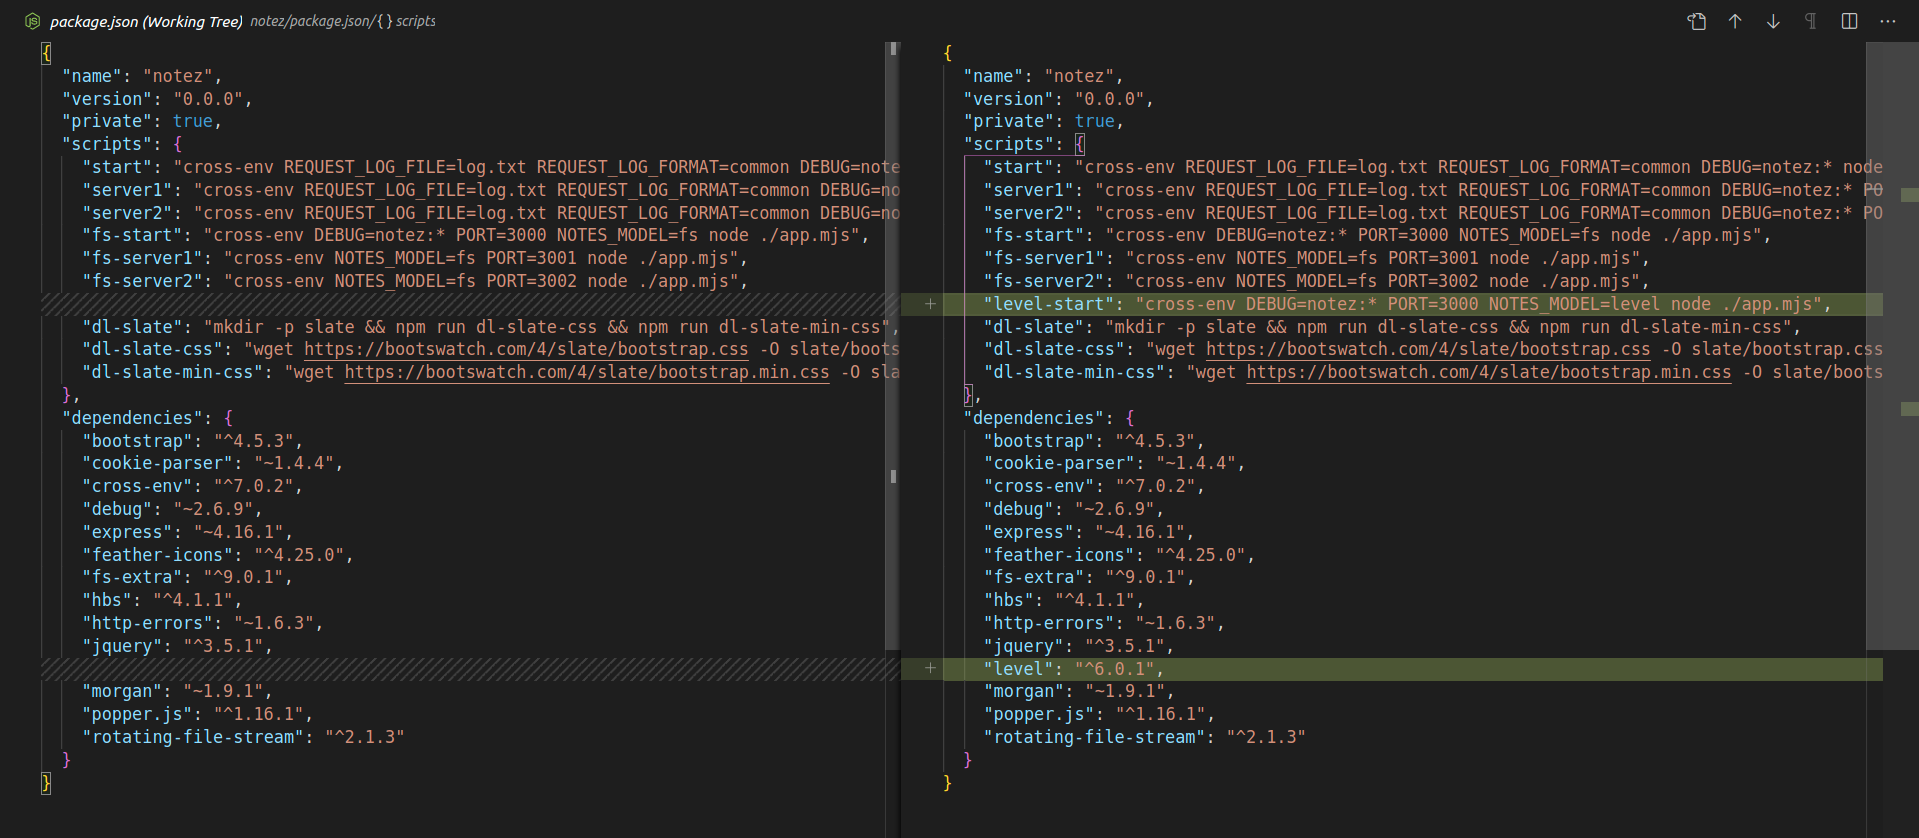 package.json (Working Tree) notez/package.json/{ } scripts
{
"name": "notez",
"version": "0.0.0",
"private": true,
"scripts": {
"start": "cross-env REQUEST_LOG_FILE=log.txt REQUEST_LOG_FORMAT=common DEBUG=note
"server1": "cross-env REQUEST_LOG_FILE=log.txt REQUEST_LOG_FORMAT=common DEBUG=no
"server2": "cross-env REQUEST_LOG_FILE=log.txt REQUEST_LOG_FORMAT=common DEBUG=no
"fs-start": "cross-env DEBUG=notez:* PORT=3000 NOTES_MODEL=fs node ./app.mjs",
"fs-server1": "cross-env NOTES_MODEL=fs PORT=3001 node ./app.mjs",
"fs-server2": "cross-env NOTES_MODEL=fs PORT=3002 node ./app.mjs",
"dl-slate": "mkdir -p slate && npm run dl-slate-css && npm run dl-slate-min-css",
"dl-slate-css": "wget https://bootswatch.com/4/slate/bootstrap.css -O slate/boots
"dl-slate-min-css": "wget https://bootswatch.com/4/slate/bootstrap.min.css -O sla
},
"dependencies": {
"bootstrap": "^4.5.3",
"cookie-parser": "~1.4.4",
"cross-env": "^7.0.2",
"debug": "~2.6.9",
"express": "~4.16.1",
"feather-icons": "^4.25.0",
"fs-extra": "^9.0.1",
"hbs": "^4.1.1",
"http-errors": "~1.6.3",
"jquery": "^3.5.1",
"morgan": "~1.9.1",
"popper.js": "^1.16.1",
"rotating-file-stream": "^2.1.3"
}
}
{
"name": "notez",
"version": "0.0.0",
"private": true,
"scripts": {
"start": "cross-env REQUEST_LOG_FILE=log.txt REQUEST_LOG_FORMAT=common DEBUG=notez:* node
"server1": "cross-env REQUEST_LOG_FILE=log.txt REQUEST_LOG_FORMAT=common DEBUG=notez:* PO
"server2": "cross-env REQUEST_LOG_FILE=log.txt REQUEST_LOG_FORMAT=common DEBUG=notez:* PO
"fs-start": "cross-env DEBUG=notez:* PORT=3000 NOTES_MODEL=fs node ./app.mjs",
"fs-server1": "cross-env NOTES_MODEL=fs PORT=3001 node ./app.mjs",
"fs-server2": "cross-env NOTES_MODEL=fs PORT=3002 node ./app.mjs",
+ "level-start": "cross-env DEBUG=notez:* PORT=3000 NOTES_MODEL=level node ./app.mjs",
"dl-slate": "mkdir -p slate && npm run dl-slate-css && npm run dl-slate-min-css",
"dl-slate-css": "wget https://bootswatch.com/4/slate/bootstrap.css -O slate/bootstrap.css
"dl-slate-min-css": "wget https://bootswatch.com/4/slate/bootstrap.min.css -O slate/boots
},
"dependencies": {
"bootstrap": "^4.5.3",
"cookie-parser": "~1.4.4",
"cross-env": "^7.0.2",
"debug": "~2.6.9",
"express": "~4.16.1",
"feather-icons": "^4.25.0",
"fs-extra": "^9.0.1",
"hbs": "^4.1.1",
"http-errors": "~1.6.3",
"jquery": "^3.5.1",
+ "level": "^6.0.1",
"morgan": "~1.9.1",
"popper.js": "^1.16.1",
"rotating-file-stream": "^2.1.3"
}
}